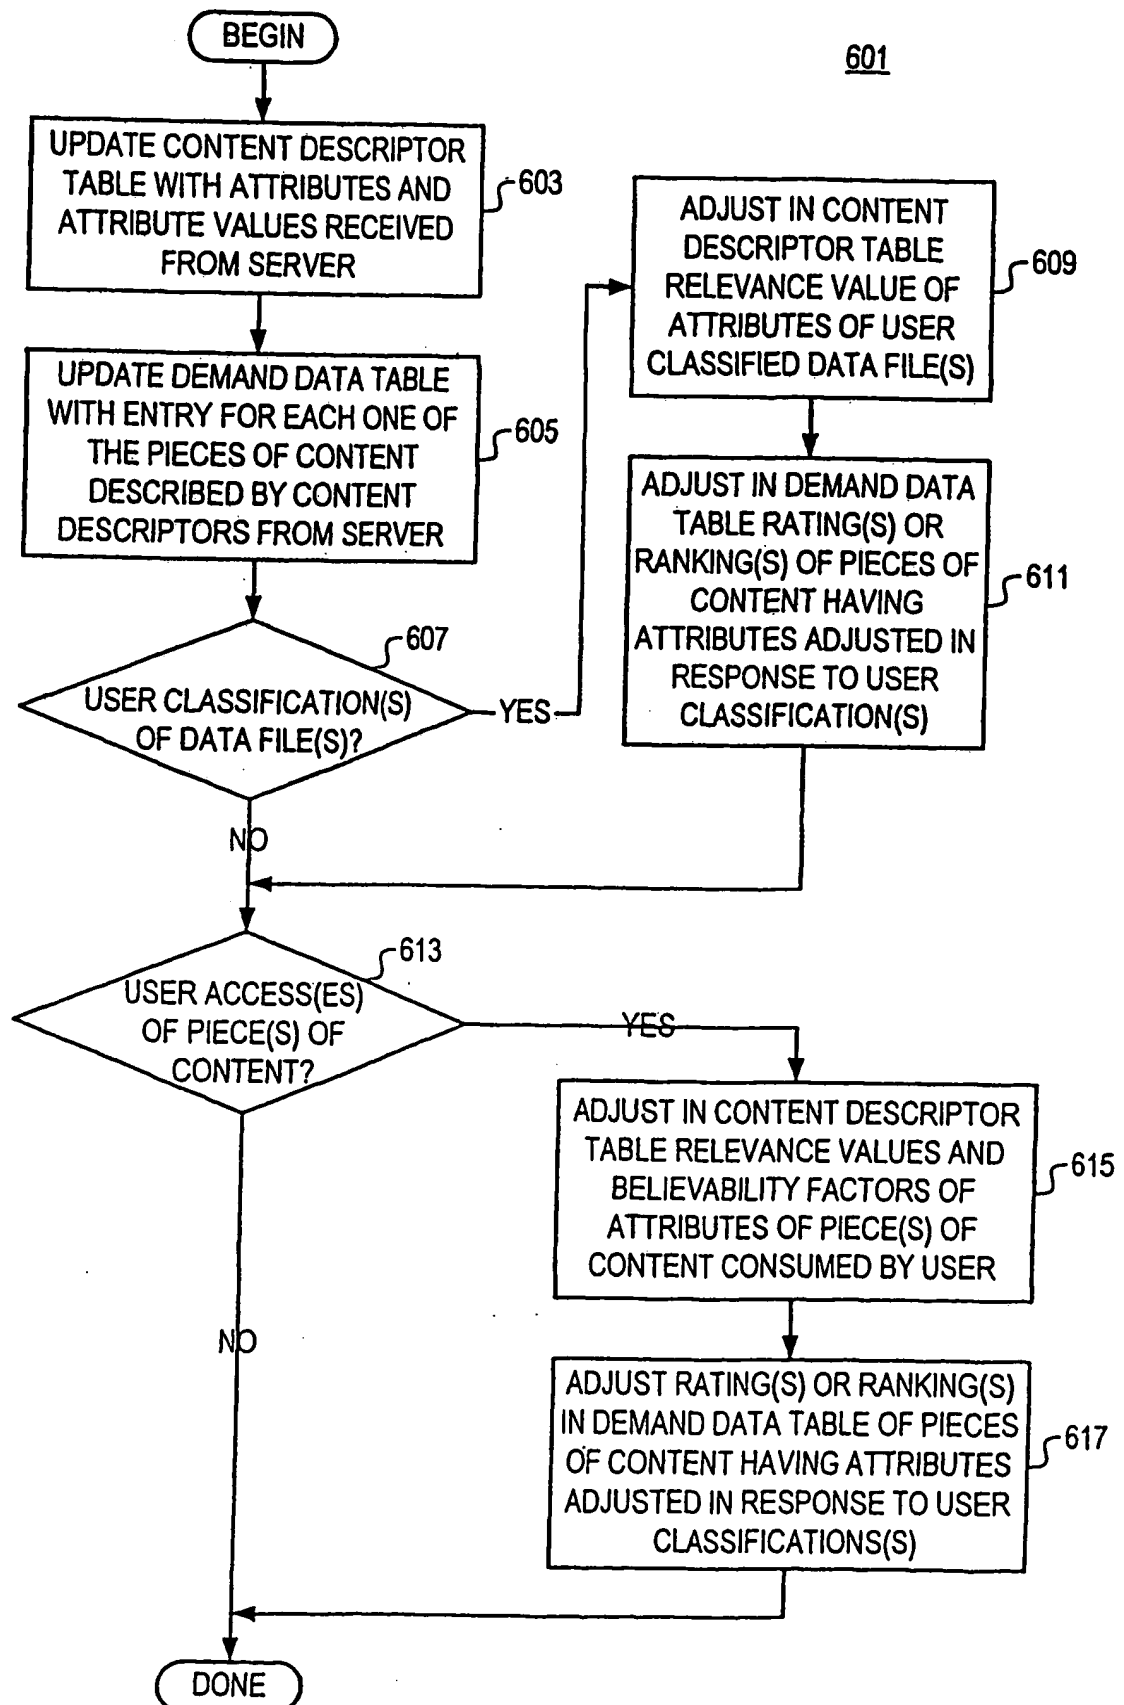 BEGIN
601
UPDATE CONTENT DESCRIPTOR
TABLE WITH ATTRIBUTES AND
ATTRIBUTE VALUES RECEIVED
FROM SERVER
603
UPDATE DEMAND DATA TABLE
WITH ENTRY FOR EACH ONE OF
THE PIECES OF CONTENT
DESCRIBED BY CONTENT
DESCRIPTORS FROM SERVER
605
607
USER CLASSIFICATION(S)
OF DATA FILE(S)?
YES
NO
ADJUST IN CONTENT
DESCRIPTOR TABLE
RELEVANCE VALUE OF
ATTRIBUTES OF USER
CLASSIFIED DATA FILE(S)
609
ADJUST IN DEMAND DATA
TABLE RATING(S) OR
RANKING(S) OF PIECES OF
CONTENT HAVING
ATTRIBUTES ADJUSTED IN
RESPONSE TO USER
CLASSIFICATION(S)
611
613
USER ACCESS(ES)
OF PIECE(S) OF
CONTENT?
YES
NO
ADJUST IN CONTENT DESCRIPTOR
TABLE RELEVANCE VALUES AND
BELIEVABILITY FACTORS OF
ATTRIBUTES OF PIECE(S) OF
CONTENT CONSUMED BY USER
615
ADJUST RATING(S) OR RANKING(S)
IN DEMAND DATA TABLE OF PIECES
OF CONTENT HAVING ATTRIBUTES
ADJUSTED IN RESPONSE TO USER
CLASSIFICATIONS(S)
617
DONE